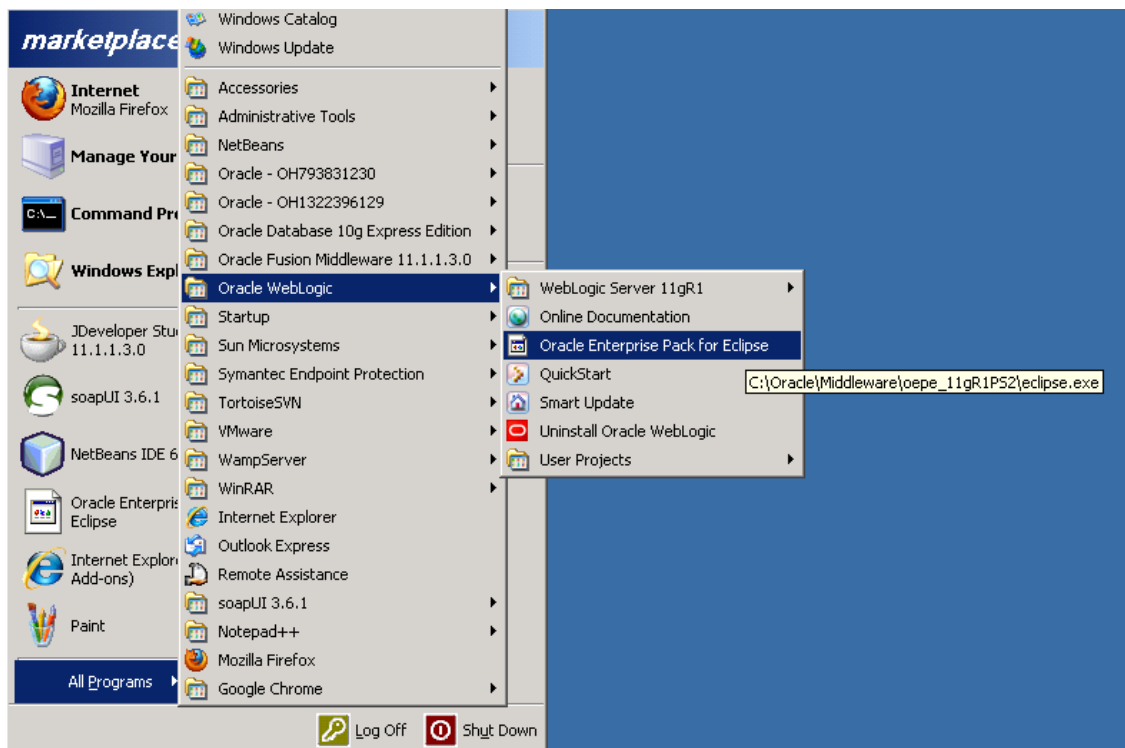 marketplace
Internet
Mozilla Firefox
Manage Your
Command Pro
Windows Expl
JDeveloper Stu
11.1.1.3.0
soapUI 3.6.1
NetBeans IDE 6
Oracle Enterpris
Eclipse
Internet Explor
Add-ons)
Paint
All Programs
Windows Catalog
Windows Update
Accessories
Administrative Tools
NetBeans
Oracle - OH793831230
Oracle - OH1322396129
Oracle Database 10g Express Edition
Oracle Fusion Middleware 11.1.1.3.0
Oracle WebLogic
Startup
Sun Microsystems
Symantec Endpoint Protection
TortoiseSVN
VMware
WampServer
WinRAR
Internet Explorer
Outlook Express
Remote Assistance
soapUI 3.6.1
Notepad++
Mozilla Firefox
Google Chrome
WebLogic Server 11gR1
Online Documentation
Oracle Enterprise Pack for Eclipse
QuickStart
C:\Oracle\Middleware\oepe_11gR1PS2\eclipse.exe
Smart Update
Uninstall Oracle WebLogic
User Projects
Log Off
Shut Down